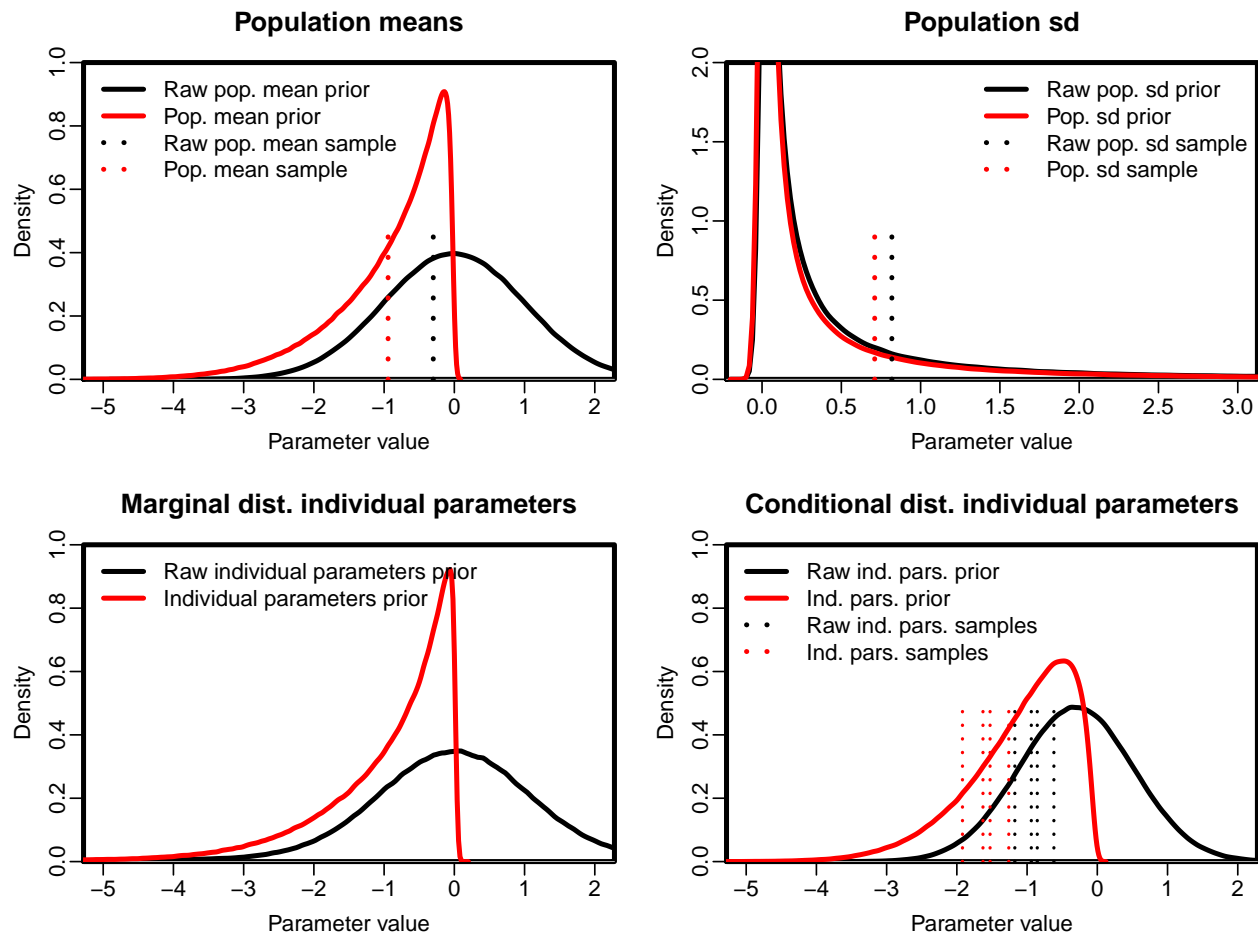 Population means
1.0
0.8
0.6
0.4
0.2
0.0
Density
Raw pop. mean prior
Pop. mean prior
Raw pop. mean sample
Pop. mean sample
−5 −4 −3 −2 −1 0 1 2
Parameter value
Population sd
2.0
1.5
1.0
0.5
0.0
Density
Raw pop. sd prior
Pop. sd prior
Raw pop. sd sample
Pop. sd sample
0.0 0.5 1.0 1.5 2.0 2.5 3.0
Parameter value
Marginal dist. individual parameters
1.0
0.8
0.6
0.4
0.2
0.0
Density
Raw individual parameters prior
Individual parameters prior
−5 −4 −3 −2 −1 0 1 2
Parameter value
Conditional dist. individual parameters
1.0
0.8
0.6
0.4
0.2
0.0
Density
Raw ind. pars. prior
Ind. pars. prior
Raw ind. pars. samples
Ind. pars. samples
−5 −4 −3 −2 −1 0 1 2
Parameter value